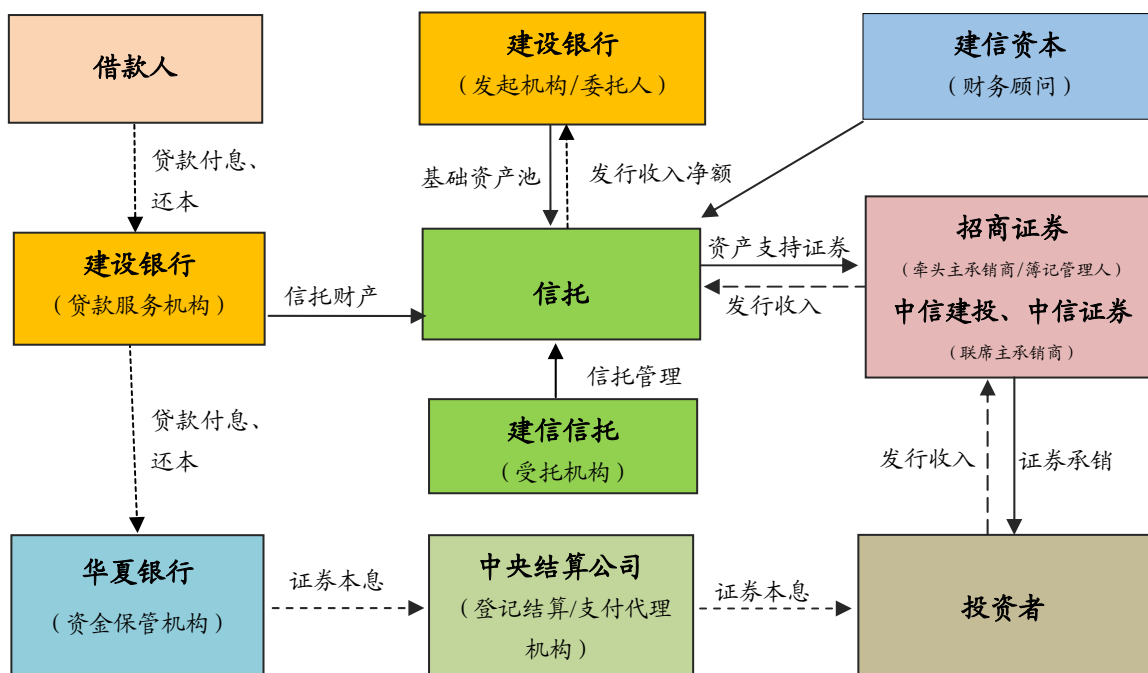 借款人
建设银行
（发起机构/委托人）
建信资本
（财务顾问）
贷款付息、
还本
基础资产池
发行收入净额
建设银行
（贷款服务机构）
信托财产
信托
资产支持证券
发行收入
招商证券
（牵头主承销商/簿记管理人）
中信建投、中信证券
（联席主承销商）
信托管理
建信信托
（受托机构）
贷款付息、
还本
发行收入
证券承销
华夏银行
（资金保管机构）
证券本息
中央结算公司
（登记结算/支付代理
机构）
证券本息
投资者